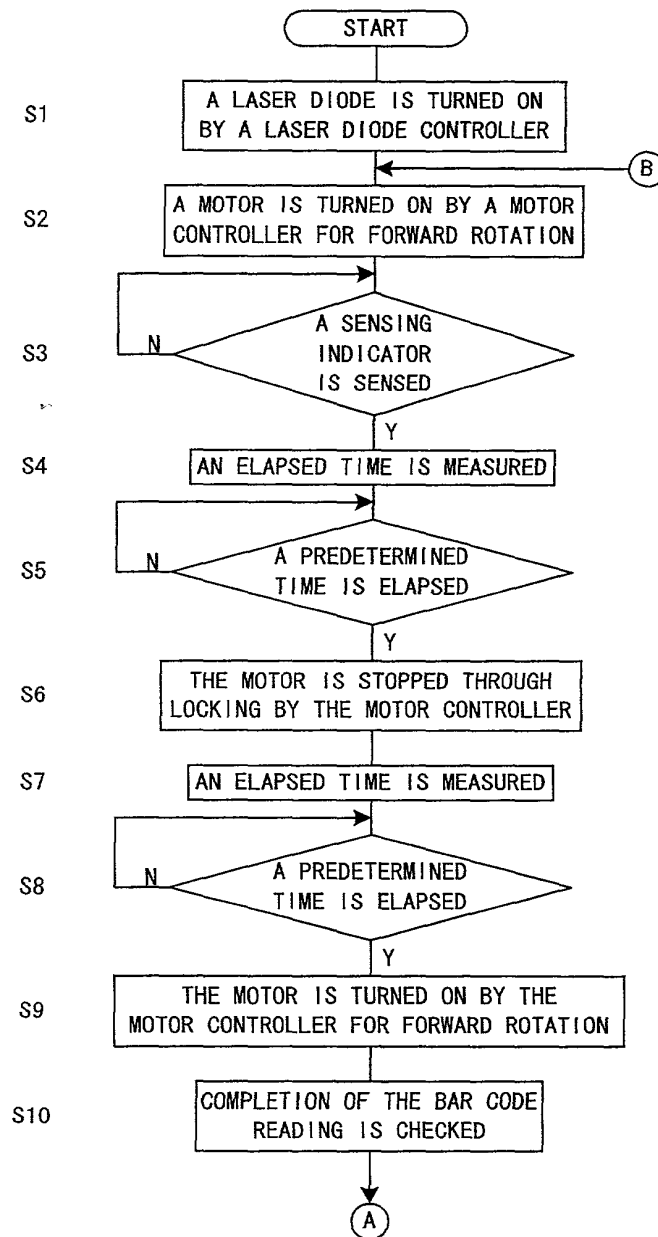 START
S1
A LASER DIODE IS TURNED ON
BY A LASER DIODE CONTROLLER
B
S2
A MOTOR IS TURNED ON BY A MOTOR
CONTROLLER FOR FORWARD ROTATION
S3
N
A SENSING
INDICATOR
IS SENSED
Y
S4
AN ELAPSED TIME IS MEASURED
S5
N
A PREDETERMINED
TIME IS ELAPSED
Y
S6
THE MOTOR IS STOPPED THROUGH
LOCKING BY THE MOTOR CONTROLLER
S7
AN ELAPSED TIME IS MEASURED
S8
N
A PREDETERMINED
TIME IS ELAPSED
Y
S9
THE MOTOR IS TURNED ON BY THE
MOTOR CONTROLLER FOR FORWARD ROTATION
S10
COMPLETION OF THE BAR CODE
READING IS CHECKED
A